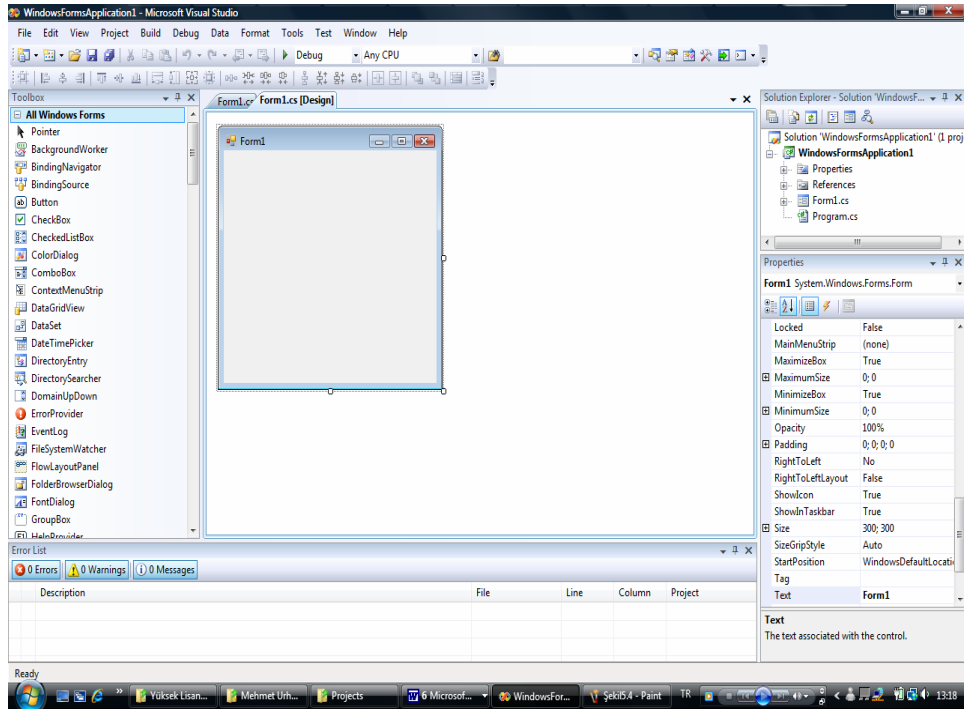 WindowsFormsApplication1 - Microsoft Visual Studio
File Edit View Project Build Debug Data Format Tools Test Window Help
Debug Any CPU
Toolbox
All Windows Forms
Pointer
BackgroundWorker
BindingNavigator
BindingSource
Button
CheckBox
CheckedListBox
ColorDialog
ComboBox
ContextMenuStrip
DataGridView
DataSet
DateTimePicker
DirectoryEntry
DirectorySearcher
DomainUpDown
ErrorProvider
EventLog
FileSystemWatcher
FlowLayoutPanel
FolderBrowserDialog
FontDialog
GroupBox
HelpProvider
Form1.cs Form1.cs [Design]
Form1
Solution Explorer - Solution 'WindowsF...
Solution 'WindowsFormsApplication1' (1 proj
WindowsFormsApplication1
Properties
References
Form1.cs
Program.cs
Properties
Form1 System.Windows.Forms.Form
Locked False
MainMenuStrip (none)
MaximizeBox True
MaximumSize 0; 0
MinimizeBox True
MinimumSize 0; 0
Opacity 100%
Padding 0; 0; 0; 0
RightToLeft No
RightToLeftLayout False
ShowIcon True
ShowInTaskbar True
Size 300; 300
SizeGripStyle Auto
StartPosition WindowsDefaultLocati
Tag
Text Form1
Text
The text associated with the control.
Error List
0 Errors 0 Warnings 0 Messages
Description File Line Column Project
Ready
Yüksek Lisan... Mehmet Urh... Projects 6 Microsof... WindowsFor... Şekil5.4 - Paint TR 13:18